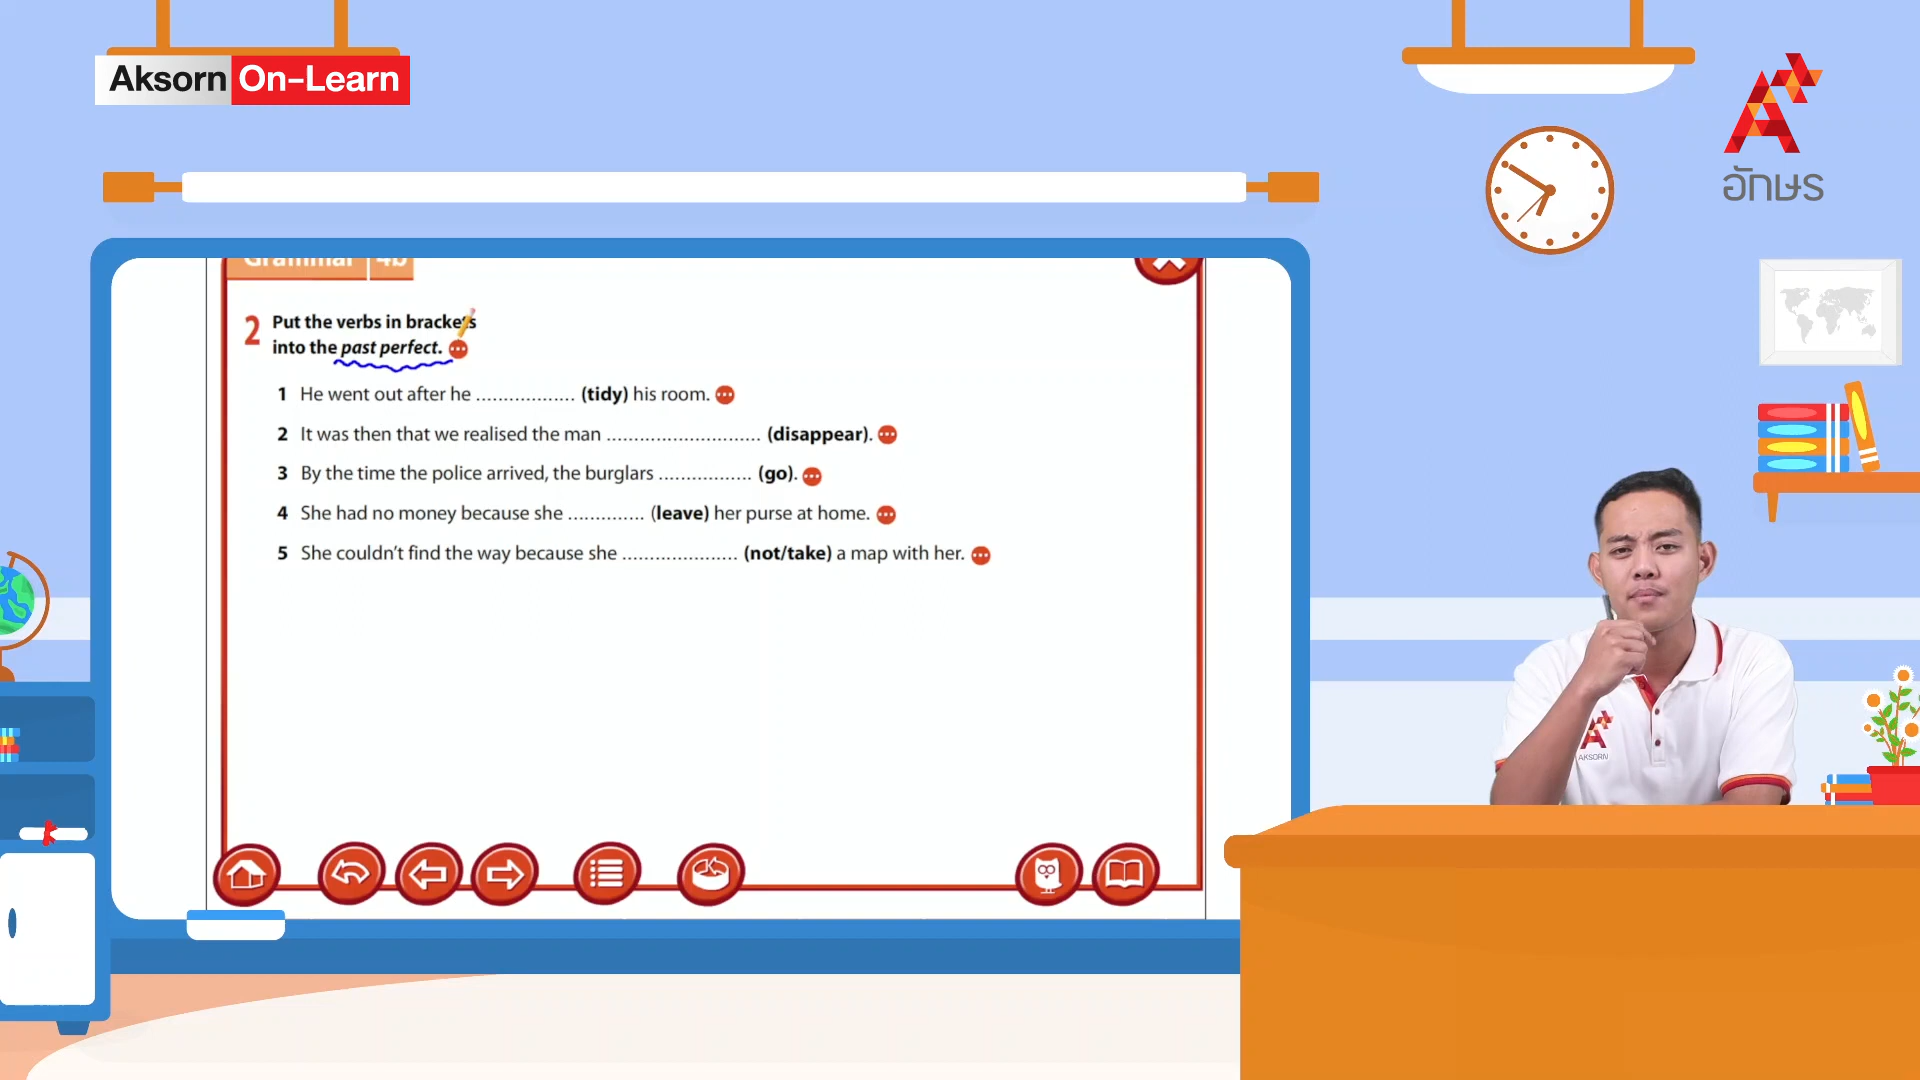 Aksorn On-Learn
อักษร
Grammar 4b
2 Put the verbs in brackets
into the past perfect.
1 He went out after he .................. (tidy) his room.
2 It was then that we realised the man ............................ (disappear).
3 By the time the police arrived, the burglars ................. (go).
4 She had no money because she .............. (leave) her purse at home.
5 She couldn't find the way because she ..................... (not/take) a map with her.
AKSORN